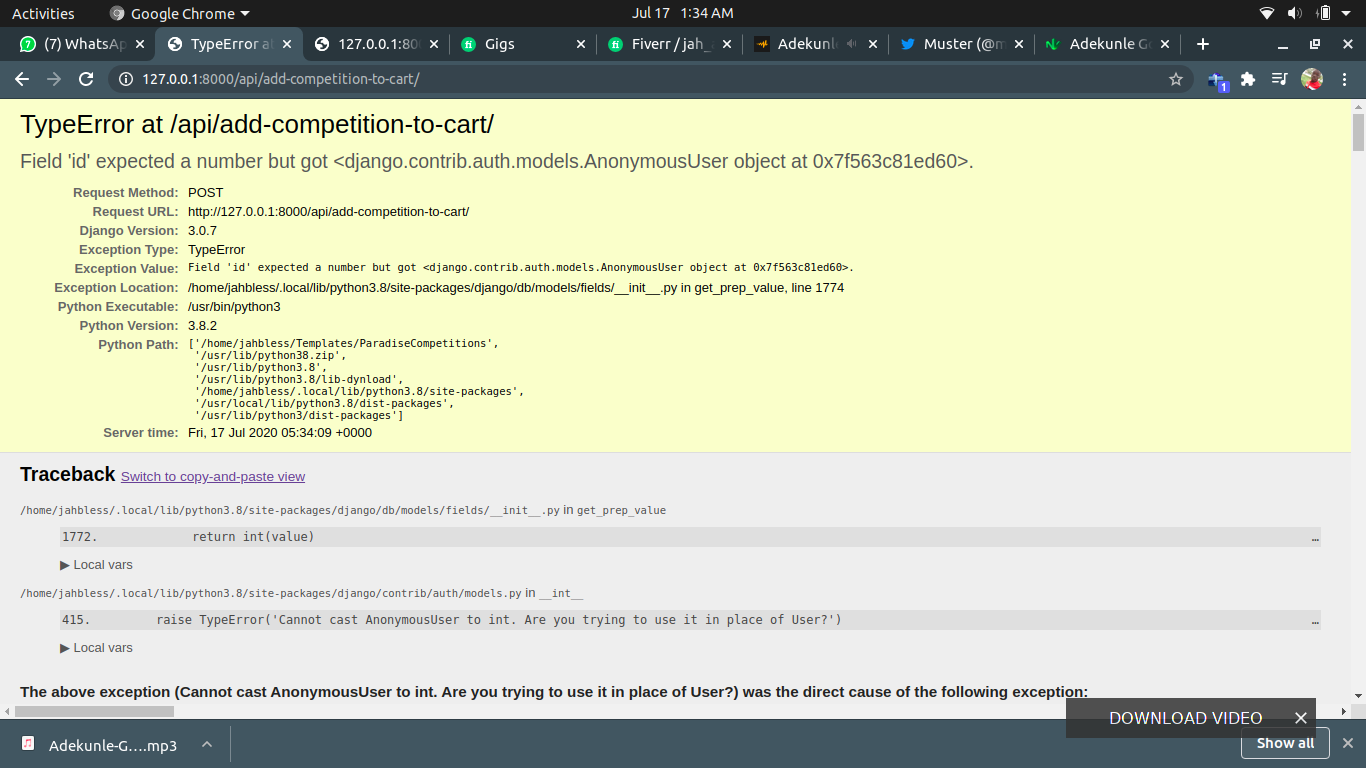 Activities Google Chrome Jul 17 1:34 AM
7 (7) WhatsAp TypeError at 127.0.0.1:80 fi Gigs fi Fiverr / jah_ Adekunle Muster (@m Adekunle Go
127.0.0.1:8000/api/add-competition-to-cart/ 1
TypeError at /api/add-competition-to-cart/
Field 'id' expected a number but got <django.contrib.auth.models.AnonymousUser object at 0x7f563c81ed60>.
Request Method: POST
Request URL: http://127.0.0.1:8000/api/add-competition-to-cart/
Django Version: 3.0.7
Exception Type: TypeError
Exception Value: Field 'id' expected a number but got <django.contrib.auth.models.AnonymousUser object at 0x7f563c81ed60>.
Exception Location: /home/jahbless/.local/lib/python3.8/site-packages/django/db/models/fields/__init__.py in get_prep_value, line 1774
Python Executable: /usr/bin/python3
Python Version: 3.8.2
Python Path: ['/home/jahbless/Templates/ParadiseCompetitions',
'/usr/lib/python38.zip',
'/usr/lib/python3.8',
'/usr/lib/python3.8/lib-dynload',
'/home/jahbless/.local/lib/python3.8/site-packages',
'/usr/local/lib/python3.8/dist-packages',
'/usr/lib/python3/dist-packages']
Server time: Fri, 17 Jul 2020 05:34:09 +0000
Traceback Switch to copy-and-paste view
/home/jahbless/.local/lib/python3.8/site-packages/django/db/models/fields/__init__.py in get_prep_value
1772. return int(value) …
▶ Local vars
/home/jahbless/.local/lib/python3.8/site-packages/django/contrib/auth/models.py in __int__
415. raise TypeError('Cannot cast AnonymousUser to int. Are you trying to use it in place of User?') …
▶ Local vars
The above exception (Cannot cast AnonymousUser to int. Are you trying to use it in place of User?) was the direct cause of the following exception:
DOWNLOAD VIDEO
Adekunle-G….mp3 Show all